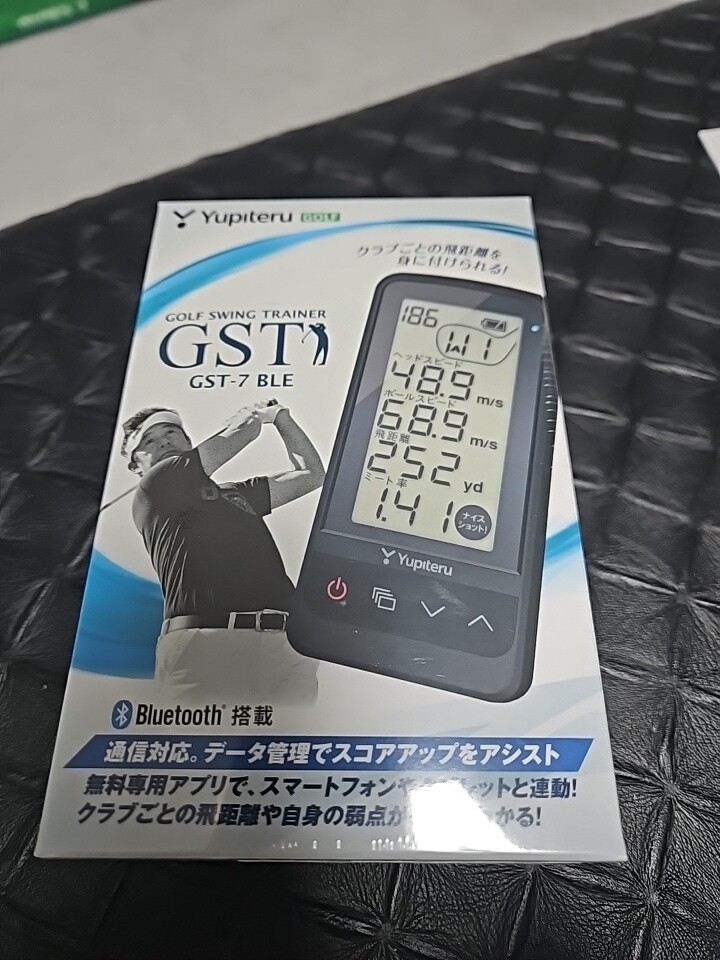 Yupiteru GOLF
クラブごとの飛距離を
身に付けられる!
GOLF SWING TRAINER
GST
GST-7 BLE
186
W1
ヘッドスピード
48.9 m/s
ボールスピード
68.9 m/s
飛距離
252 yd
ミート率
1.41
ナイス
ショット!
Yupiteru
Bluetooth® 搭載
通信対応。データ管理でスコアアップをアシスト
無料専用アプリで、スマートフォンや レットと連動!
クラブごとの飛距離や自身の弱点が かる!